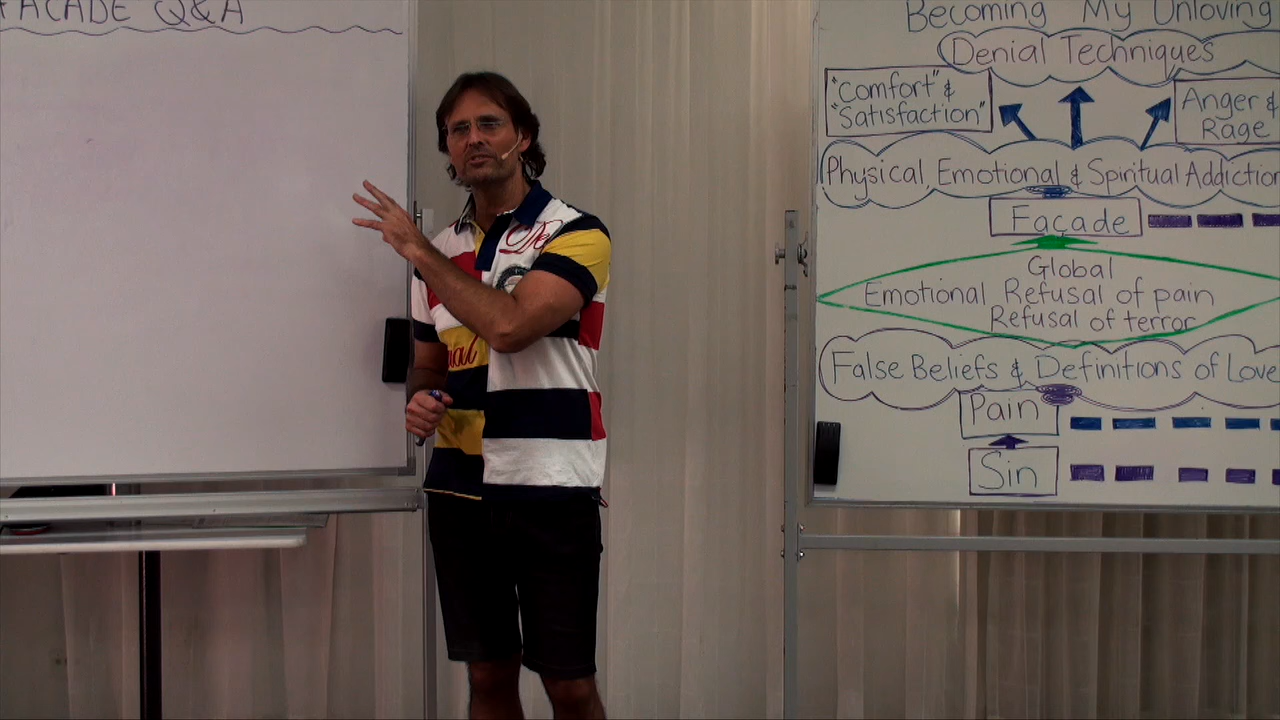 FACADE Q&A
Becoming My Unloving
Denial Techniques
"Comfort" &
"Satisfaction"
Anger &
Rage
Physical, Emotional & Spiritual Addiction
Façade
Global
Emotional Refusal of pain
Refusal of terror
False Beliefs & Definitions of Love
Pain
Sin